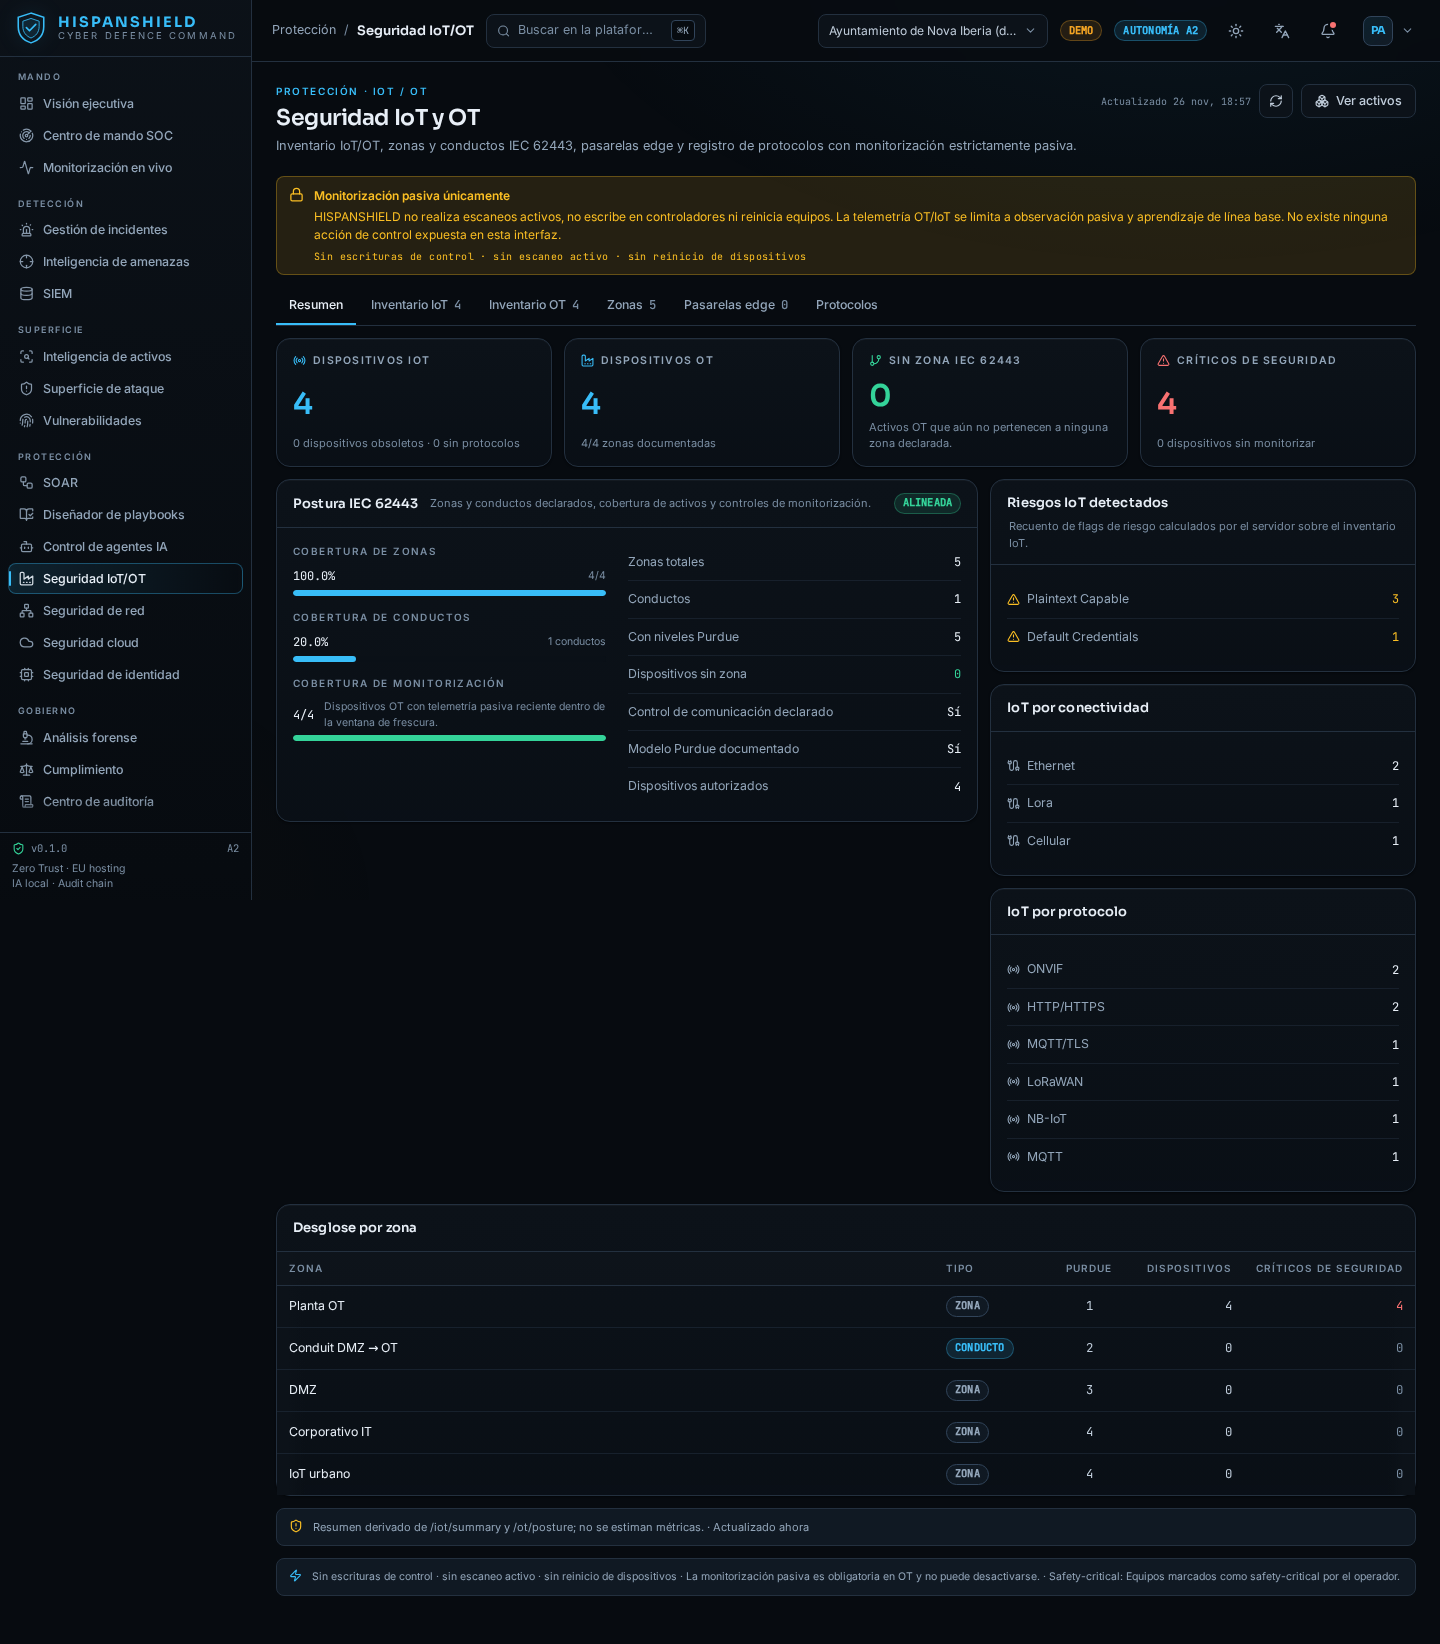 HISPANSHIELD
CYBER DEFENCE COMMAND
MANDO
Visión ejecutiva
Centro de mando SOC
Monitorización en vivo
DETECCIÓN
Gestión de incidentes
Inteligencia de amenazas
SIEM
SUPERFICIE
Inteligencia de activos
Superficie de ataque
Vulnerabilidades
PROTECCIÓN
SOAR
Diseñador de playbooks
Control de agentes IA
Seguridad IoT/OT
Seguridad de red
Seguridad cloud
Seguridad de identidad
GOBIERNO
Análisis forense
Cumplimiento
Centro de auditoría
v0.1.0 A2
Zero Trust · EU hosting
IA local · Audit chain
Protección / Seguridad IoT/OT
Buscar en la platafor... ⌘K
Ayuntamiento de Nova Iberia (d...
DEMO
AUTONOMÍA A2
PA
PROTECCIÓN · IOT / OT
Seguridad IoT y OT
Inventario IoT/OT, zonas y conductos IEC 62443, pasarelas edge y registro de protocolos con monitorización estrictamente pasiva.
Actualizado 26 nov, 18:57
Ver activos
Monitorización pasiva únicamente
HISPANSHIELD no realiza escaneos activos, no escribe en controladores ni reinicia equipos. La telemetría OT/IoT se limita a observación pasiva y aprendizaje de línea base. No existe ninguna
acción de control expuesta en esta interfaz.
Sin escrituras de control · sin escaneo activo · sin reinicio de dispositivos
Resumen
Inventario IoT 4
Inventario OT 4
Zonas 5
Pasarelas edge 0
Protocolos
DISPOSITIVOS IOT
4
0 dispositivos obsoletos · 0 sin protocolos
DISPOSITIVOS OT
4
4/4 zonas documentadas
SIN ZONA IEC 62443
0
Activos OT que aún no pertenecen a ninguna
zona declarada.
CRÍTICOS DE SEGURIDAD
4
0 dispositivos sin monitorizar
Postura IEC 62443
Zonas y conductos declarados, cobertura de activos y controles de monitorización.
ALINEADA
COBERTURA DE ZONAS
100.0% 4/4
COBERTURA DE CONDUCTOS
20.0% 1 conductos
COBERTURA DE MONITORIZACIÓN
4/4 Dispositivos OT con telemetría pasiva reciente dentro de
la ventana de frescura.
Zonas totales 5
Conductos 1
Con niveles Purdue 5
Dispositivos sin zona 0
Control de comunicación declarado Sí
Modelo Purdue documentado Sí
Dispositivos autorizados 4
Riesgos IoT detectados
Recuento de flags de riesgo calculados por el servidor sobre el inventario
IoT.
Plaintext Capable 3
Default Credentials 1
IoT por conectividad
Ethernet 2
Lora 1
Cellular 1
IoT por protocolo
ONVIF 2
HTTP/HTTPS 2
MQTT/TLS 1
LoRaWAN 1
NB-IoT 1
MQTT 1
Desglose por zona
ZONA TIPO PURDUE DISPOSITIVOS CRÍTICOS DE SEGURIDAD
Planta OT ZONA 1 4 4
Conduit DMZ → OT CONDUCTO 2 0 0
DMZ ZONA 3 0 0
Corporativo IT ZONA 4 0 0
IoT urbano ZONA 4 0 0
Resumen derivado de /iot/summary y /ot/posture; no se estiman métricas. · Actualizado ahora
Sin escrituras de control · sin escaneo activo · sin reinicio de dispositivos · La monitorización pasiva es obligatoria en OT y no puede desactivarse. · Safety-critical: Equipos marcados como safety-critical por el operador.